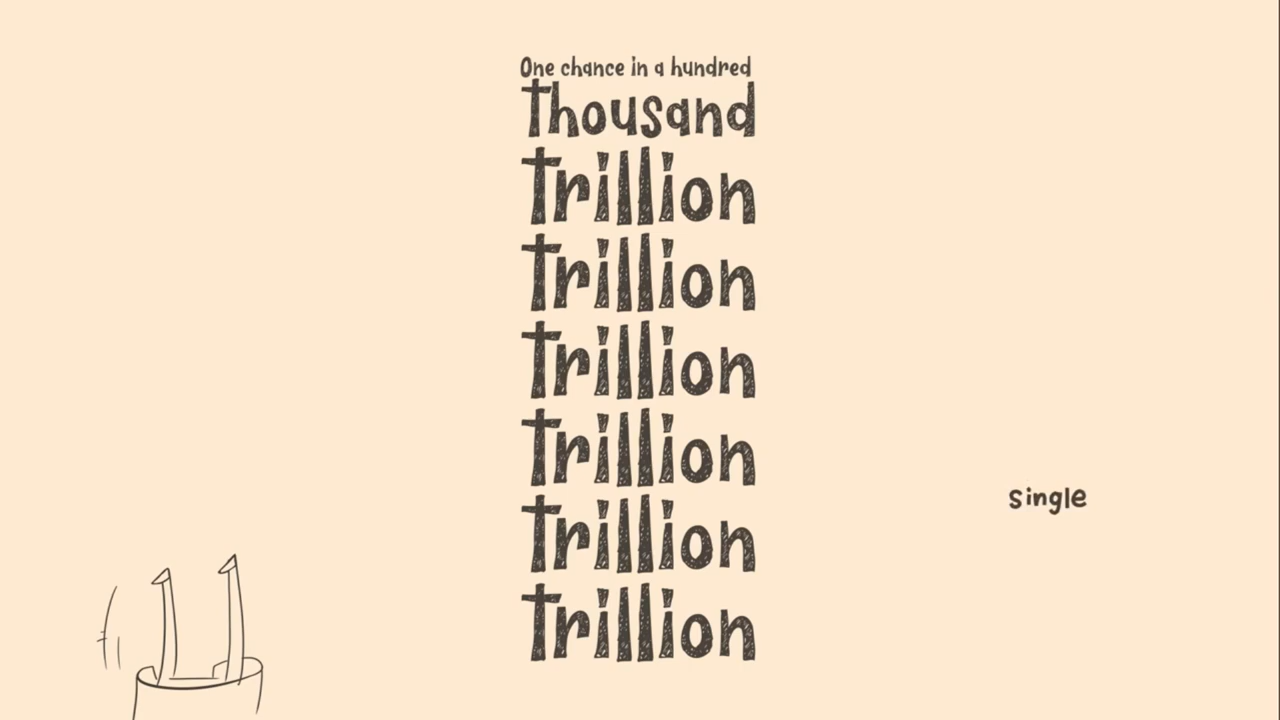 One chance in a hundred
thousand
trillion
trillion
trillion
trillion
trillion
trillion
single